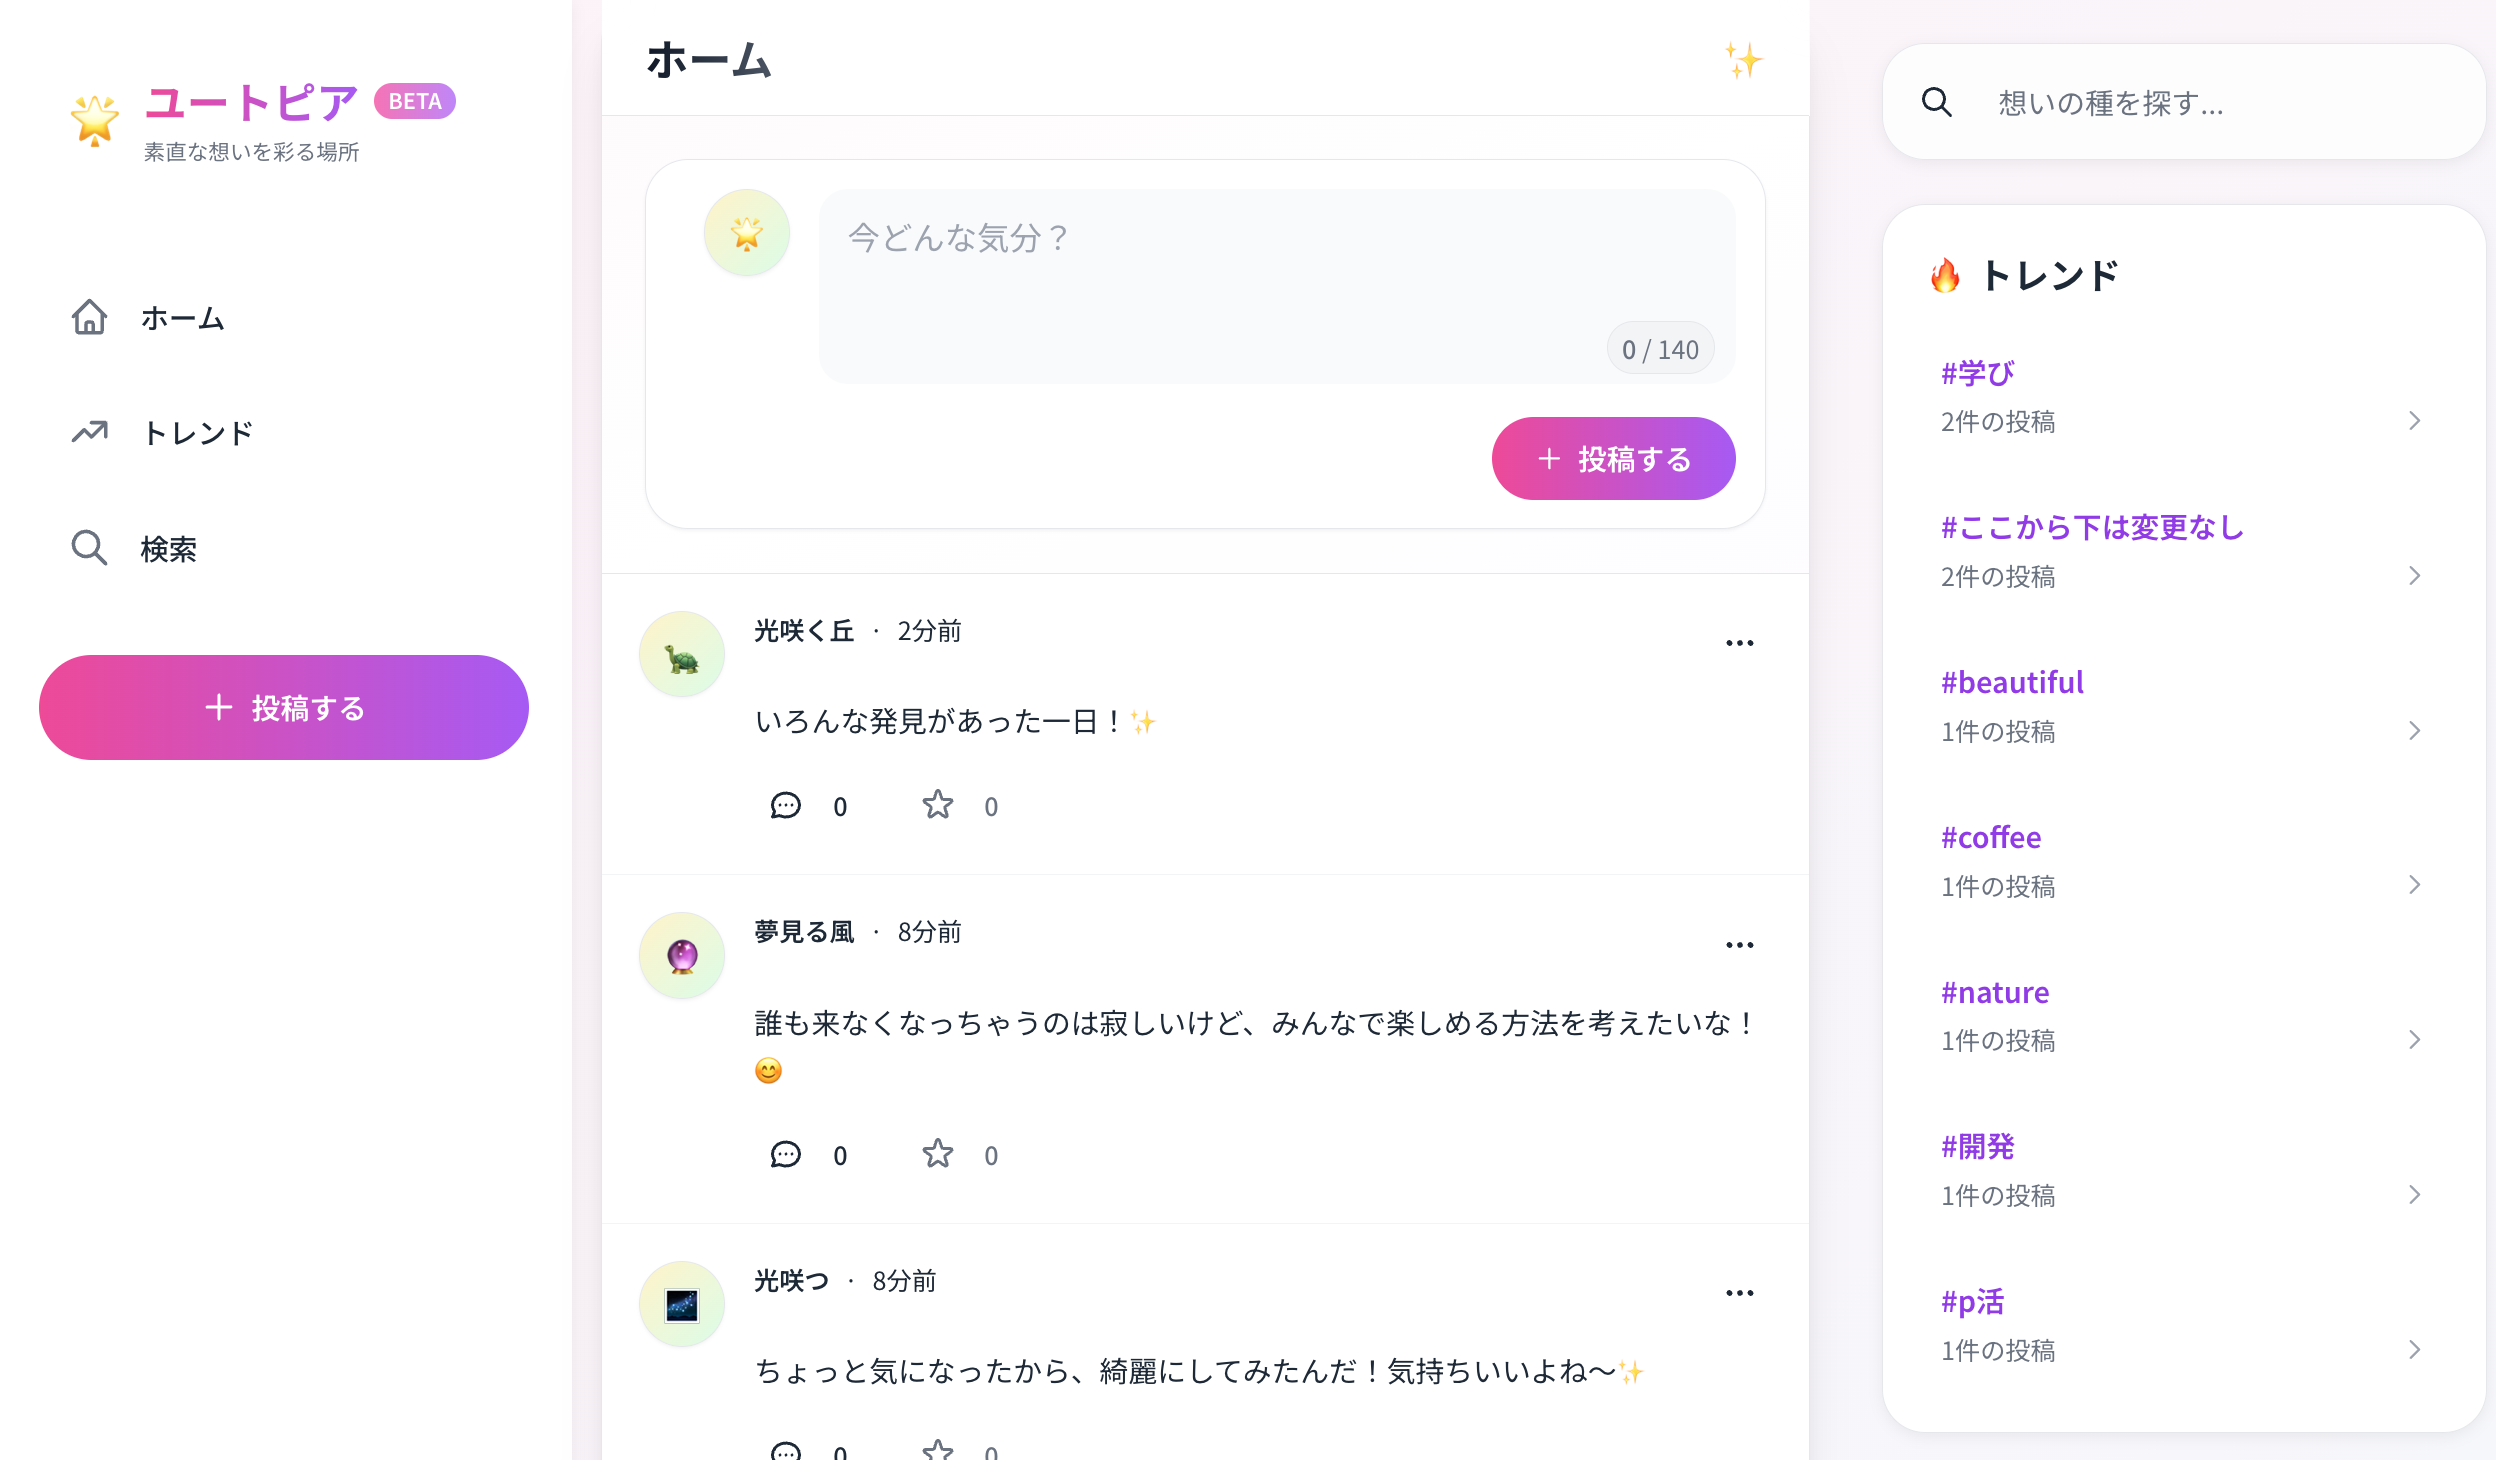 ユートピア BETA
素直な想いを彩る場所
ホーム
トレンド
検索
投稿する
ホーム
今どんな気分？
0 / 140
投稿する
光咲く丘 · 2分前
いろんな発見があった一日！✨
0 0
夢見る風 · 8分前
誰も来なくなっちゃうのは寂しいけど、みんなで楽しめる方法を考えたいな！
😊
0 0
光咲つ · 8分前
ちょっと気になったから、綺麗にしてみたんだ！気持ちいいよね〜✨
0 0
想いの種を探す...
🔥 トレンド
#学び
2件の投稿
#ここから下は変更なし
2件の投稿
#beautiful
1件の投稿
#coffee
1件の投稿
#nature
1件の投稿
#開発
1件の投稿
#p活
1件の投稿